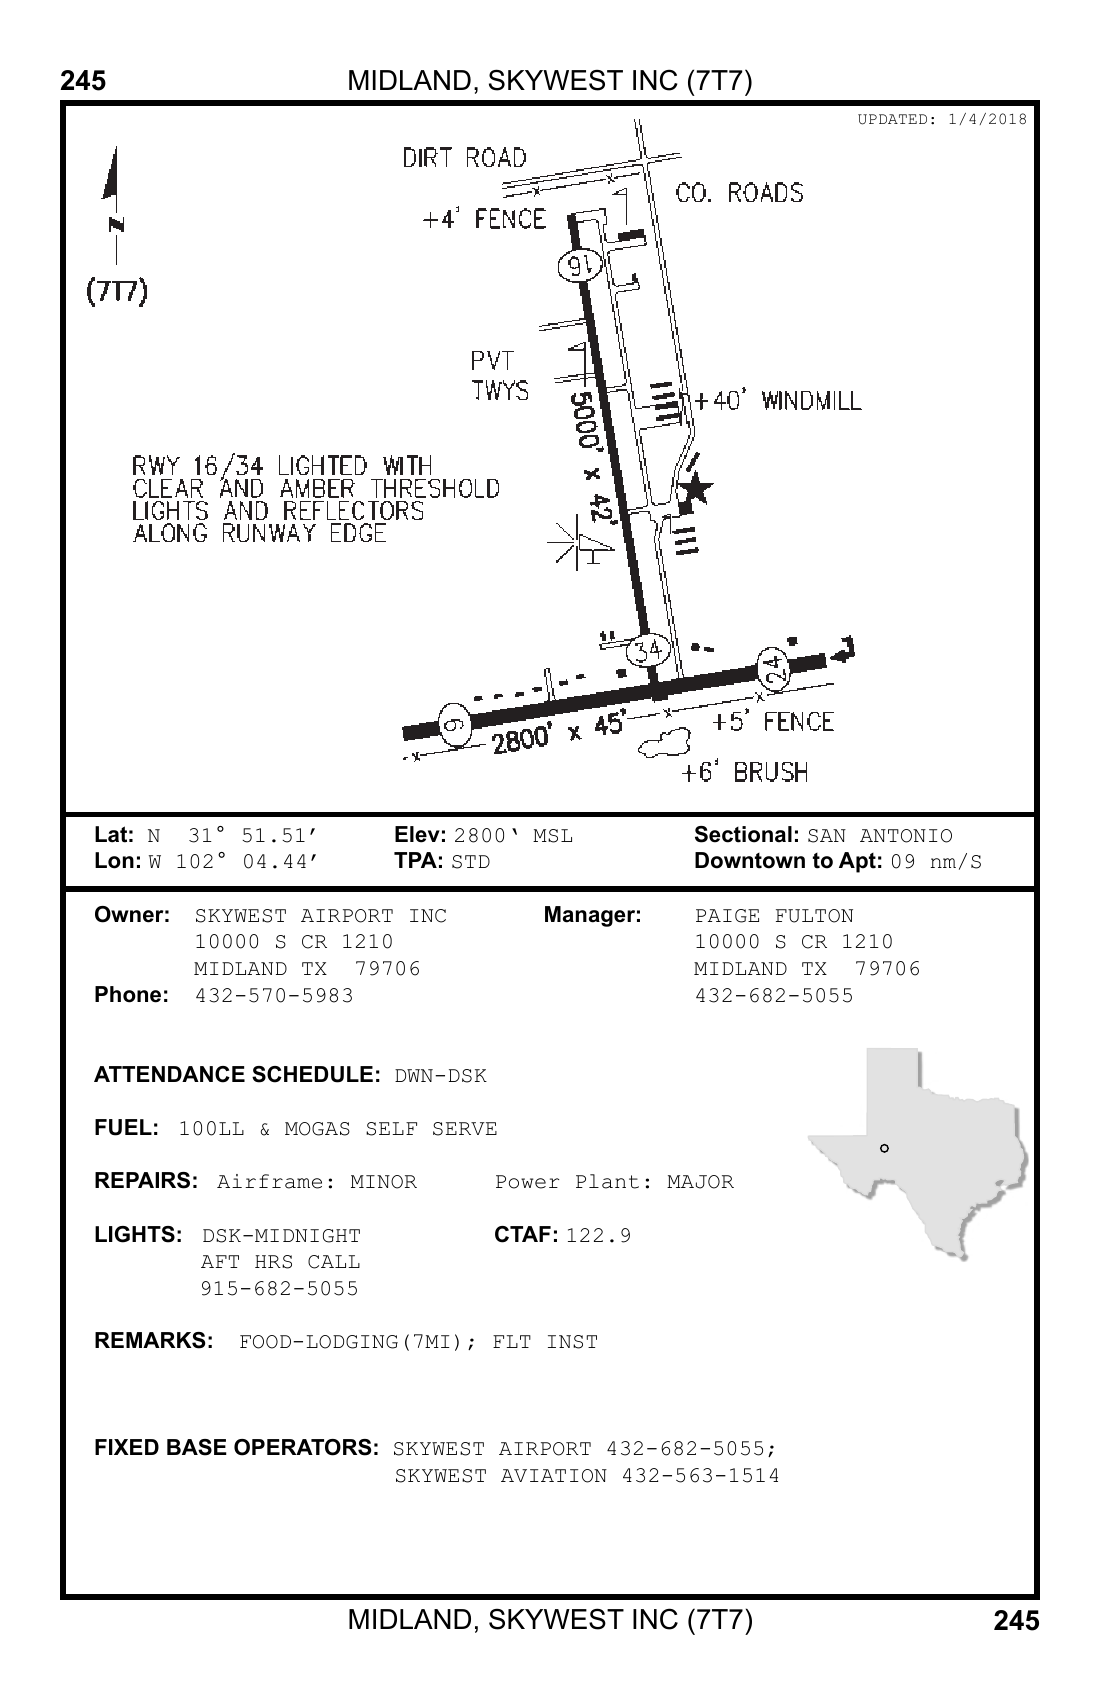 245 MIDLAND, SKYWEST INC (7T7)
UPDATED: 1/4/2018
DIRT ROAD
CO. ROADS
+4' FENCE
N
16
(7T7)
PVT
TWYS
+40' WINDMILL
5000' x 42'
RWY 16/34 LIGHTED WITH
CLEAR AND AMBER THRESHOLD
LIGHTS AND REFLECTORS
ALONG RUNWAY EDGE
34
24
6
2800' x 45'
+5' FENCE
+6' BRUSH
Lat: N 31° 51.51′ Elev: 2800‛ MSL Sectional: SAN ANTONIO
Lon: W 102° 04.44′ TPA: STD Downtown to Apt: 09 nm/S
Owner: SKYWEST AIRPORT INC Manager: PAIGE FULTON
10000 S CR 1210 10000 S CR 1210
MIDLAND TX 79706 MIDLAND TX 79706
Phone: 432-570-5983 432-682-5055
ATTENDANCE SCHEDULE: DWN-DSK
FUEL: 100LL & MOGAS SELF SERVE
REPAIRS: Airframe: MINOR Power Plant: MAJOR
LIGHTS: DSK-MIDNIGHT CTAF: 122.9
AFT HRS CALL
915-682-5055
REMARKS: FOOD-LODGING(7MI); FLT INST
FIXED BASE OPERATORS: SKYWEST AIRPORT 432-682-5055;
SKYWEST AVIATION 432-563-1514
MIDLAND, SKYWEST INC (7T7) 245